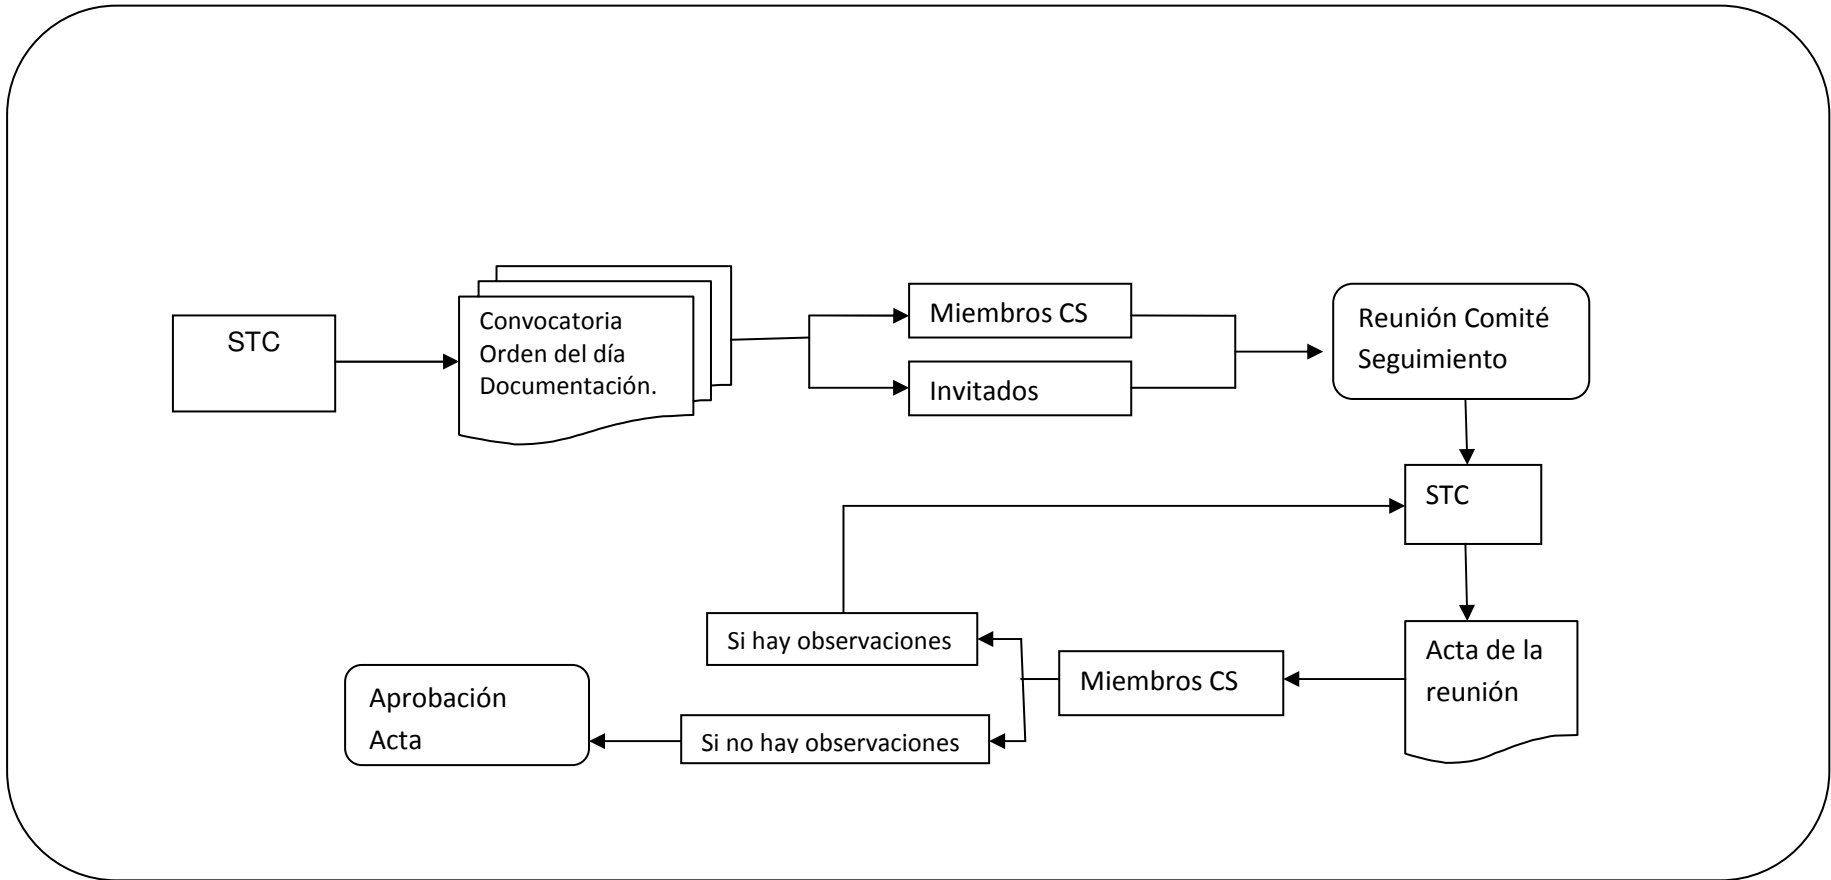 STC
Convocatoria
Orden del día
Documentación.
Miembros CS
Invitados
Reunión Comité
Seguimiento
STC
Acta de la
reunión
Miembros CS
Si hay observaciones
Si no hay observaciones
Aprobación
Acta